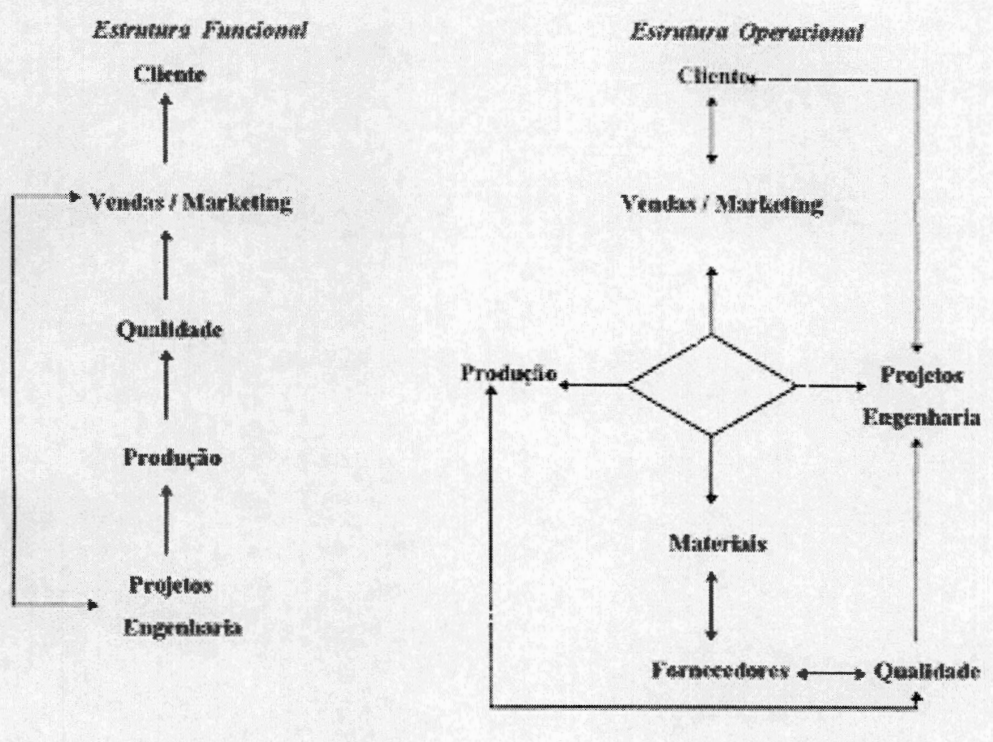 Estrutura Funcional
Cliente
Vendas / Marketing
Qualidade
Produção
Projetos
Engenharia
Estrutura Operacional
Cliente
Vendas / Marketing
Produção
Projetos
Engenharia
Materiais
Fornecedores
Qualidade